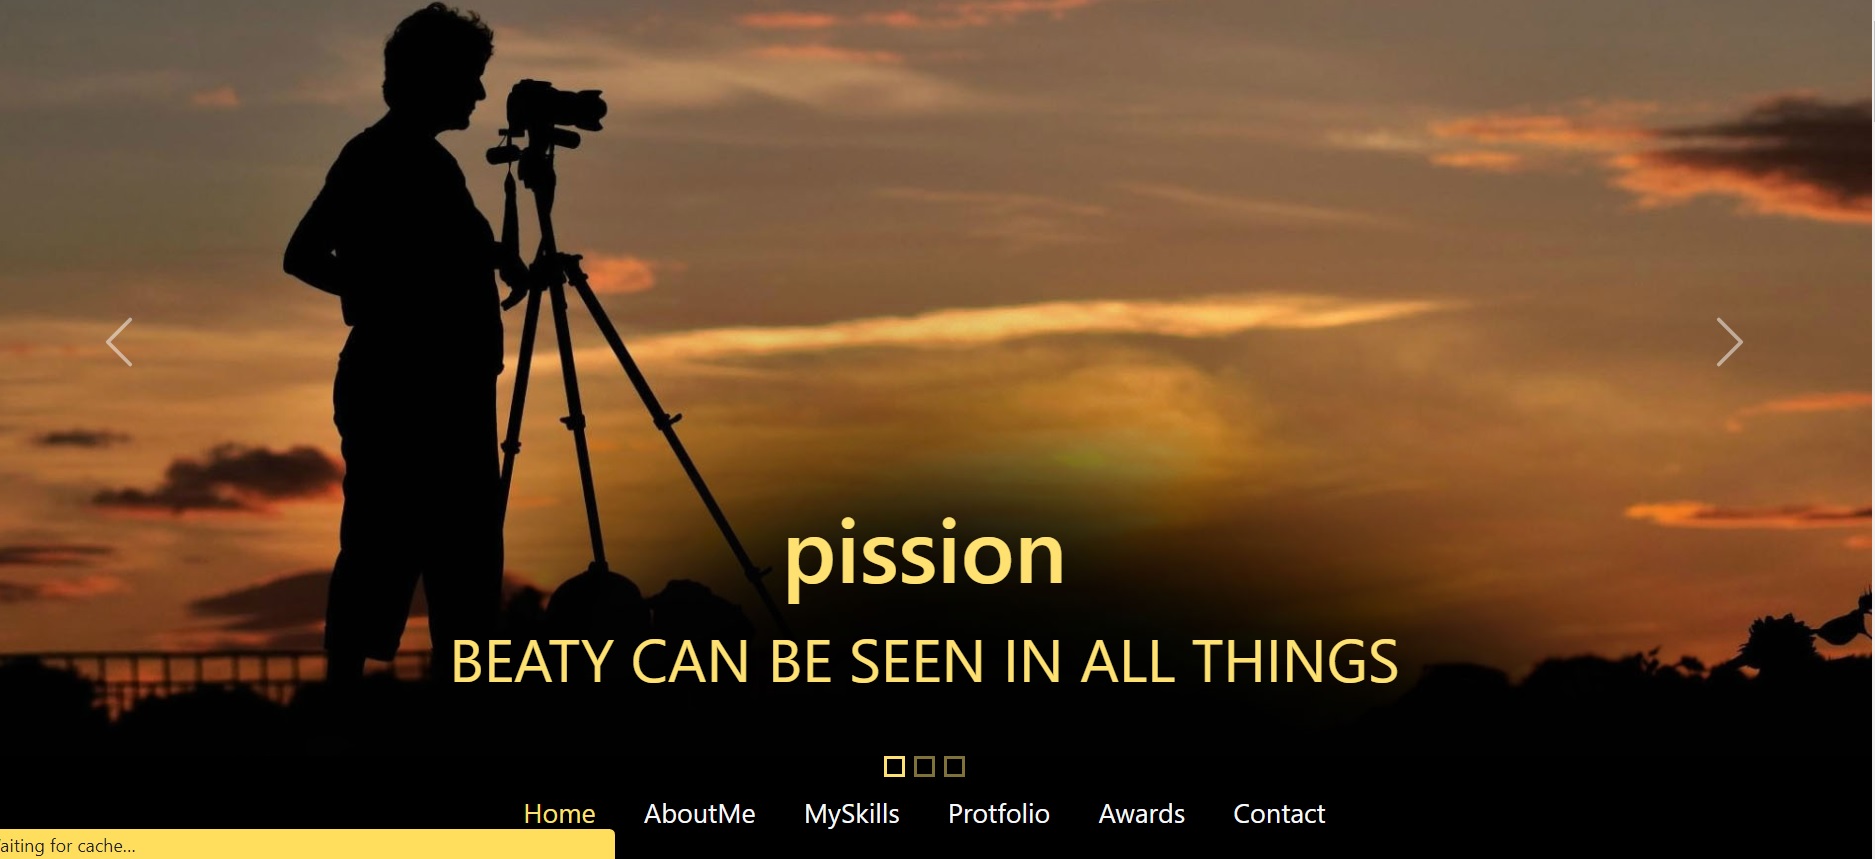 pission
BEATY CAN BE SEEN IN ALL THINGS
Home AboutMe MySkills Protfolio Awards Contact
aiting for cache...